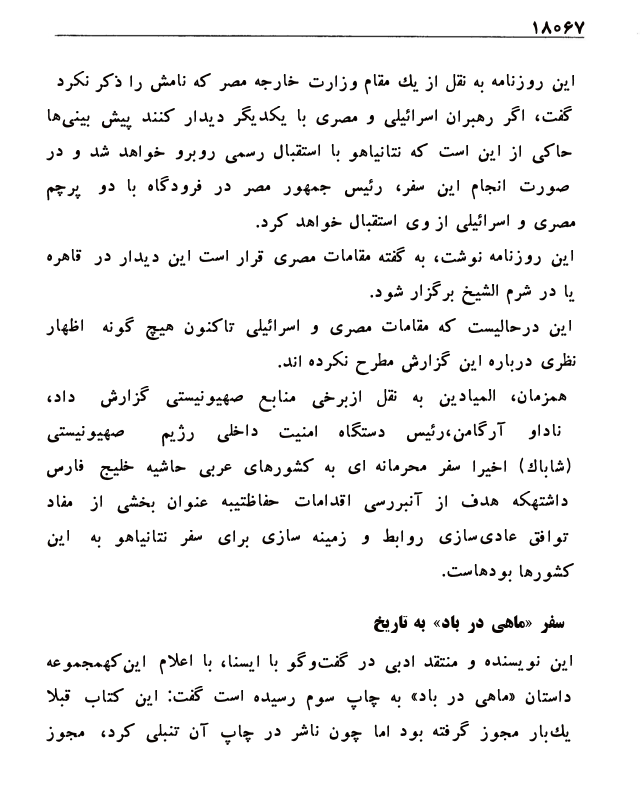 ۱۸۰۶۷
این روزنامه به نقل از یك مقام وزارت خارجه مصر که نامش را ذکر نکرد
گفت، اگر رهبران اسرائیلی و مصری با یکدیگر دیدار کنند پیش بینی‌ها
حاکی از این است که نتانیاهو با استقبال رسمی روبرو خواهد شد و در
صورت انجام این سفر، رئیس جمهور مصر در فرودگاه با دو پرچم
مصری و اسرائیلی از وی استقبال خواهد کرد.
این روزنامه نوشت، به گفته مقامات مصری قرار است این دیدار در قاهره
یا در شرم الشیخ برگزار شود.
این درحالیست که مقامات مصری و اسرائیلی تاکنون هیچ گونه اظهار
نظری درباره این گزارش مطرح نکرده اند.
همزمان، المیادین به نقل ازبرخی منابع صهیونیستی گزارش داد،
ناداو آرگامن،رئیس دستگاه امنیت داخلی رژیم صهیونیستی
(شاباك) اخیرا سفر محرمانه ای به کشورهای عربی حاشیه خلیج فارس
داشتهکه هدف از آنبررسی اقدامات حفاظتیبه عنوان بخشی از مفاد
توافق عادی‌سازی روابط و زمینه سازی برای سفر نتانیاهو به این
کشورها بودهاست.
سفر «ماهی در باد» به تاریخ
این نویسنده و منتقد ادبی در گفت‌وگو با ایسنا، با اعلام این‌کهمجموعه
داستان «ماهی در باد» به چاپ سوم رسیده است گفت: این کتاب قبلا
یك‌بار مجوز گرفته بود اما چون ناشر در چاپ آن تنبلی کرد، مجوز